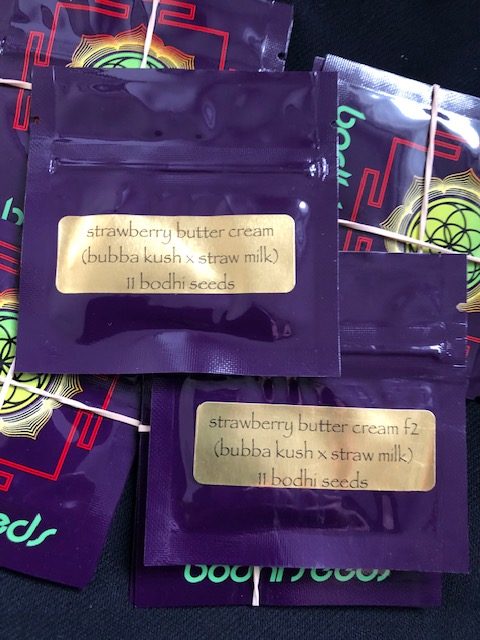 strawberry butter cream
(bubba kush x straw milk)
11 bodhi seeds
strawberry butter cream f2
(bubba kush x straw milk)
11 bodhi seeds
bodhi seeds